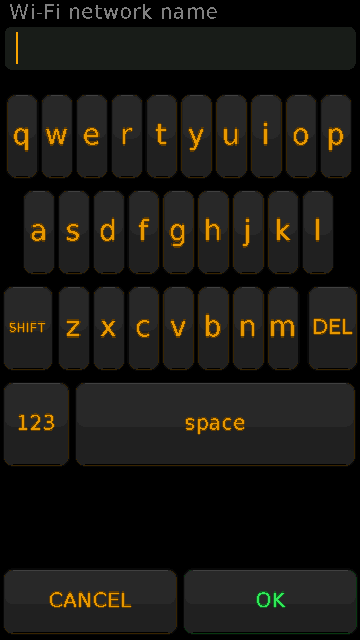 Wi-Fi network name
q w e r t y u i o p
a s d f g h j k l
SHIFT z x c v b n m DEL
123 space
CANCEL OK